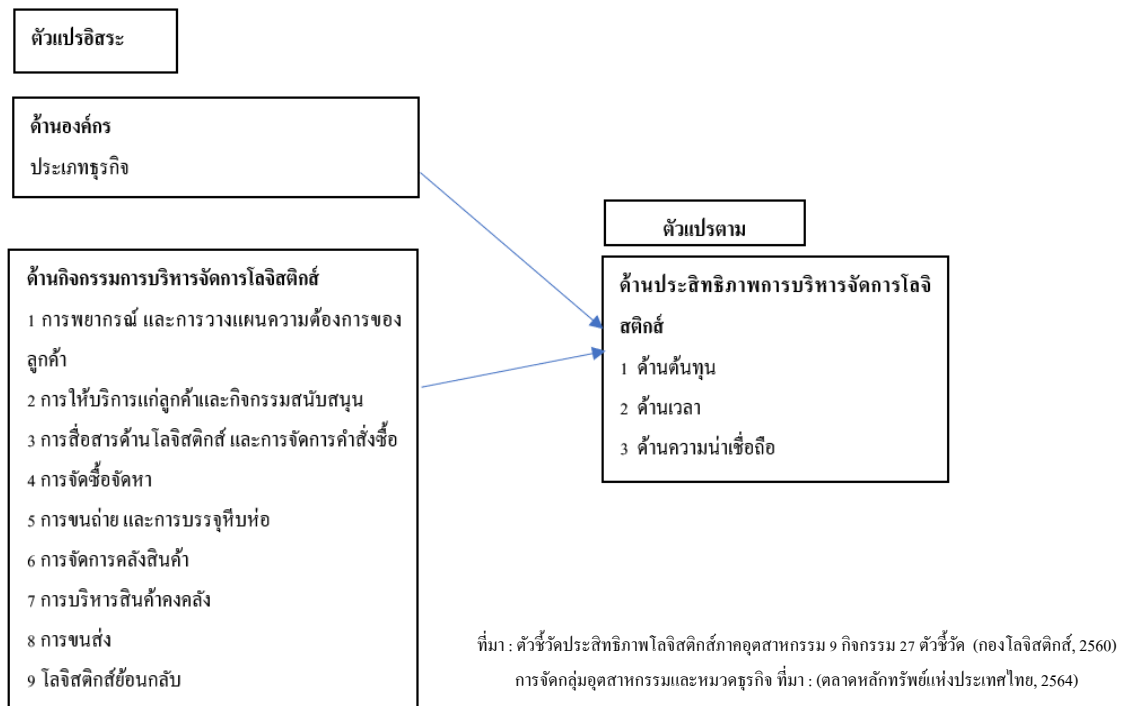 ตัวแปรอิสระ
ด้านองค์กร
ประเภทธุรกิจ
ด้านกิจกรรมการบริหารจัดการโลจิสติกส์
1 การพยากรณ์ และการวางแผนความต้องการของ
ลูกค้า
2 การให้บริการแก่ลูกค้าและกิจกรรมสนับสนุน
3 การสื่อสารด้านโลจิสติกส์ และการจัดการคำสั่งซื้อ
4 การจัดซื้อจัดหา
5 การขนถ่าย และการบรรจุหีบห่อ
6 การจัดการคลังสินค้า
7 การบริหารสินค้าคงคลัง
8 การขนส่ง
9 โลจิสติกส์ย้อนกลับ
ตัวแปรตาม
ด้านประสิทธิภาพการบริหารจัดการโลจิ
สติกส์
1 ด้านต้นทุน
2 ด้านเวลา
3 ด้านความน่าเชื่อถือ
ที่มา : ตัวชี้วัดประสิทธิภาพโลจิสติกส์ภาคอุตสาหกรรม 9 กิจกรรม 27 ตัวชี้วัด (กองโลจิสติกส์, 2560)
การจัดกลุ่มอุตสาหกรรมและหมวดธุรกิจ ที่มา : (ตลาดหลักทรัพย์แห่งประเทศไทย, 2564)